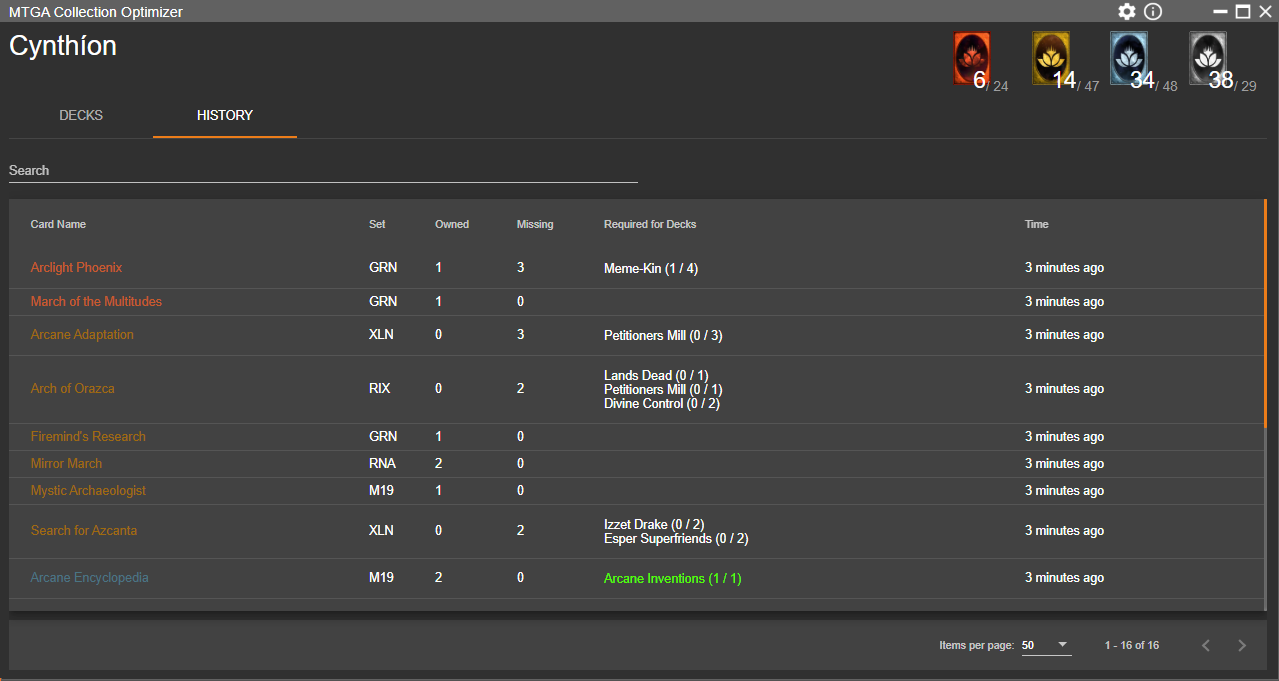 MTGA Collection Optimizer
Cynthíon
6 / 24 14 / 47 34 / 48 38 / 29
DECKS HISTORY
Search
Card Name Set Owned Missing Required for Decks Time
Arclight Phoenix GRN 1 3 Meme-Kin (1 / 4) 3 minutes ago
March of the Multitudes GRN 1 0 3 minutes ago
Arcane Adaptation XLN 0 3 Petitioners Mill (0 / 3) 3 minutes ago
Lands Dead (0 / 1)
Arch of Orazca RIX 0 2 Petitioners Mill (0 / 1) 3 minutes ago
Divine Control (0 / 2)
Firemind's Research GRN 1 0 3 minutes ago
Mirror March RNA 2 0 3 minutes ago
Mystic Archaeologist M19 1 0 3 minutes ago
Search for Azcanta XLN 0 2 Izzet Drake (0 / 2) 3 minutes ago
Esper Superfriends (0 / 2)
Arcane Encyclopedia M19 2 0 Arcane Inventions (1 / 1) 3 minutes ago
Items per page: 50 1 - 16 of 16